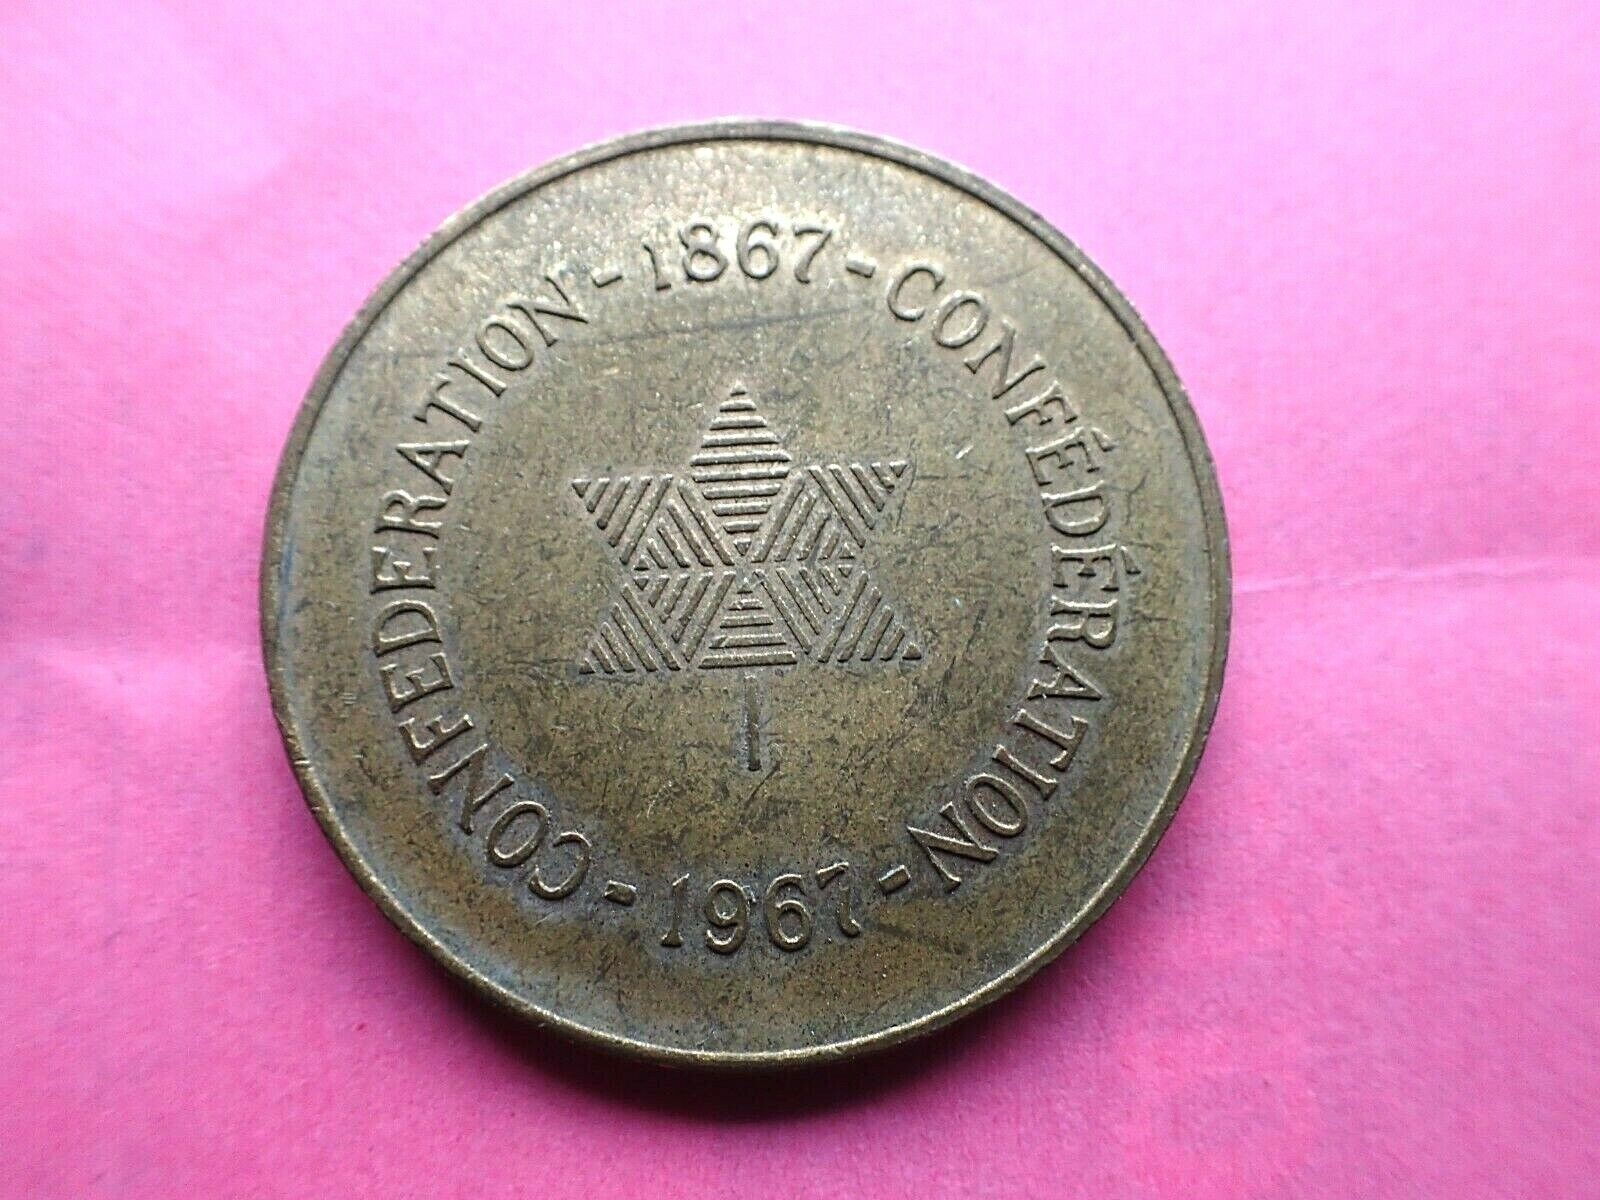 CONFEDERATION - 1867 - CONFÉDÉRATION - 1967 -